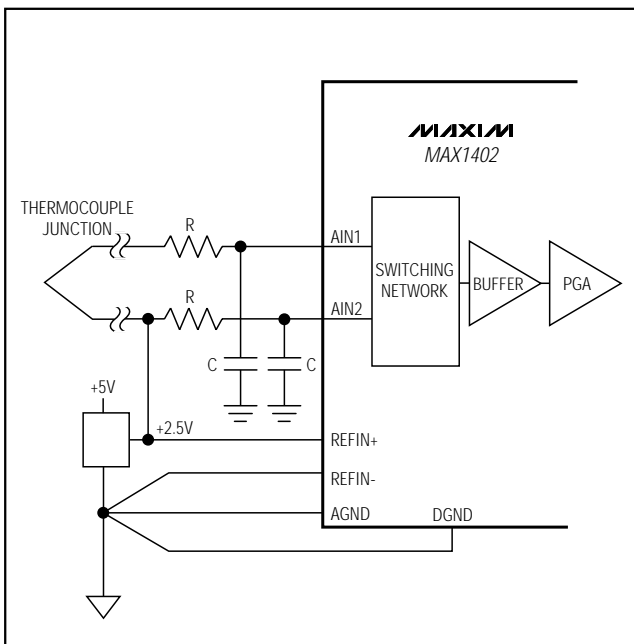 MAXIM
MAX1402
THERMOCOUPLE
JUNCTION
R
AIN1
SWITCHING
NETWORK
BUFFER
PGA
R
AIN2
C
C
+5V
+2.5V
REFIN+
REFIN-
AGND
DGND